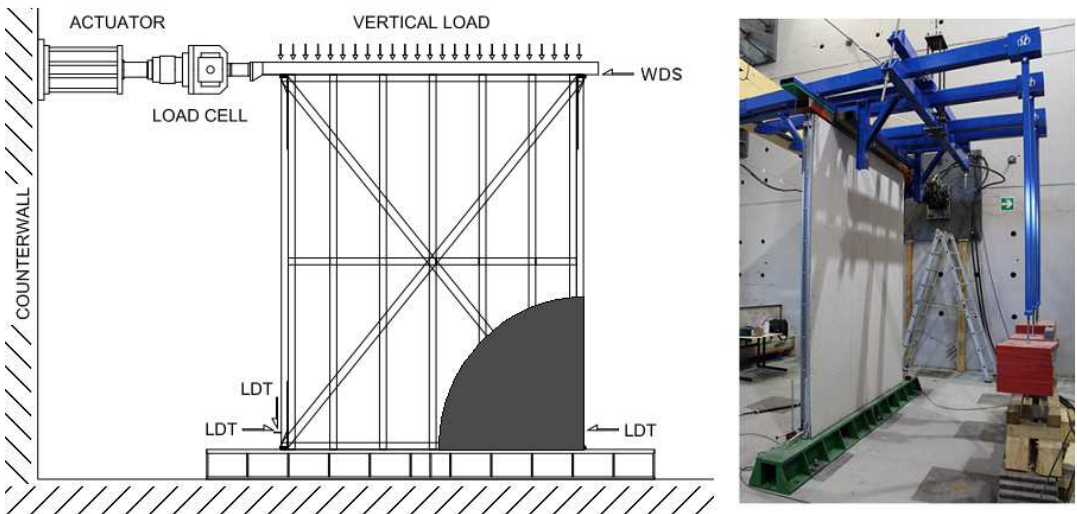 ACTUATOR
VERTICAL LOAD
WDS
LOAD CELL
COUNTERWALL
LDT
LDT
LDT